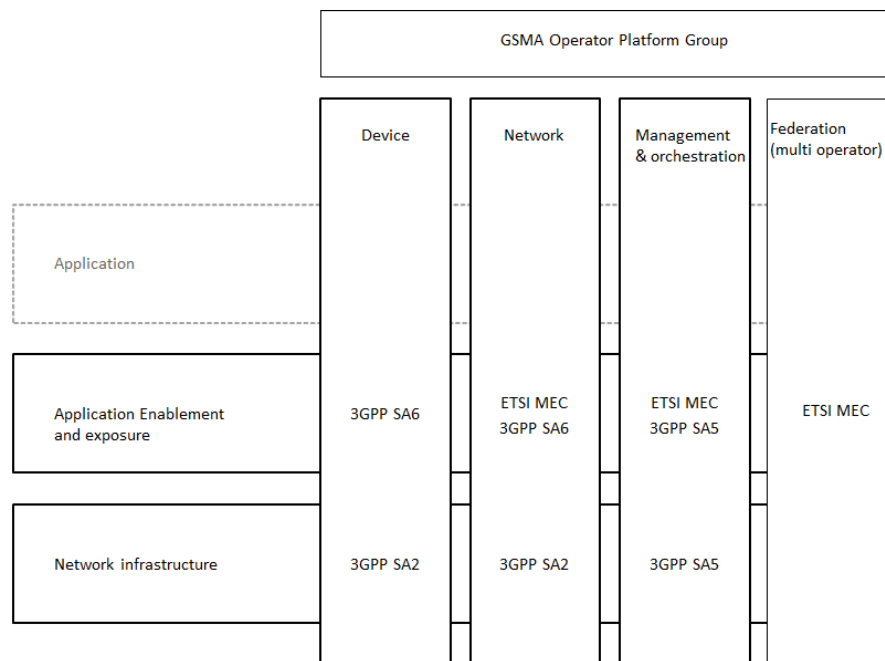 GSMA Operator Platform Group
Device
Network
Management
& orchestration
Federation
(multi operator)
Application
Application Enablement
and exposure
3GPP SA6
ETSI MEC
3GPP SA6
ETSI MEC
3GPP SA5
ETSI MEC
Network infrastructure
3GPP SA2
3GPP SA2
3GPP SA5